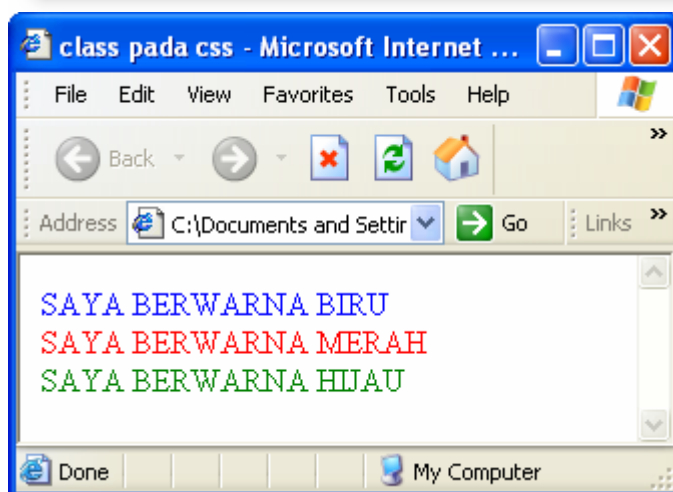 class pada css - Microsoft Internet ...
File Edit View Favorites Tools Help
Back »
Address C:\Documents and Settir Go Links »
SAYA BERWARNA BIRU
SAYA BERWARNA MERAH
SAYA BERWARNA HIJAU
Done My Computer